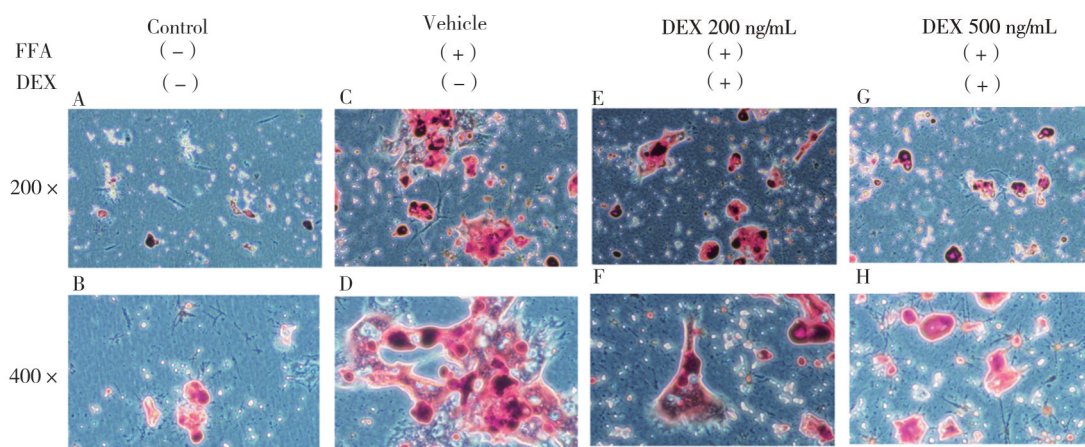 Control Vehicle DEX 200 ng/mL DEX 500 ng/mL
FFA (−) (+) (+) (+)
DEX (−) (−) (+) (+)
A C E G
200 ×
B D F H
400 ×